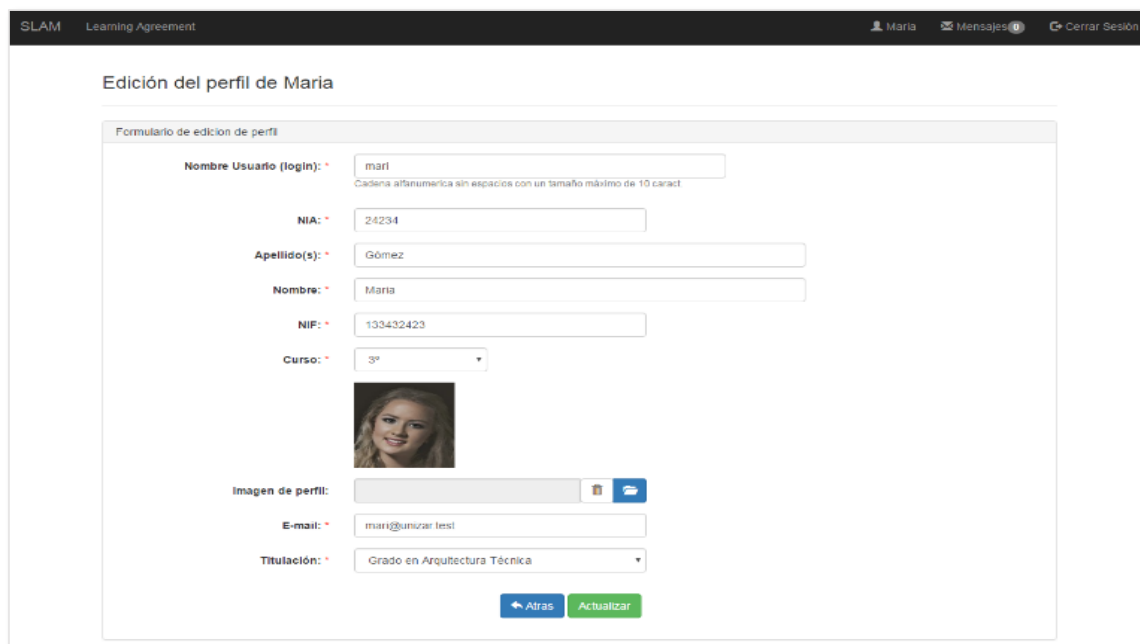 SLAM Learning Agreement Maria Mensajes 0 Cerrar Sesión
Edición del perfil de Maria
Formulario de edicion de perfil
Nombre Usuario (login): * mari
Cadena alfanumerica sin espacios con un tamaño máximo de 10 caract
NIA: * 24234
Apellido(s): * Gómez
Nombre: * Maria
NIF: * 133432423
Curso: * 3º
Imagen de perfil:
E-mail: * mari@unizar.test
Titulación: * Grado en Arquitectura Técnica
Atras Actualizar